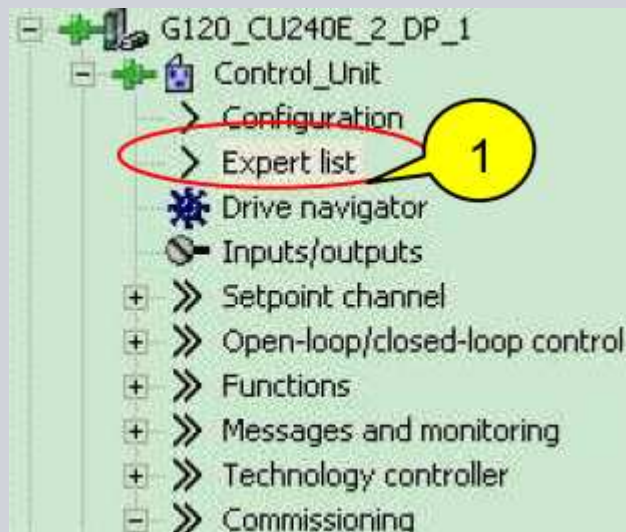 G120_CU240E_2_DP_1
Control_Unit
Configuration
Expert list
1
Drive navigator
Inputs/outputs
Setpoint channel
Open-loop/closed-loop control
Functions
Messages and monitoring
Technology controller
Commissioning